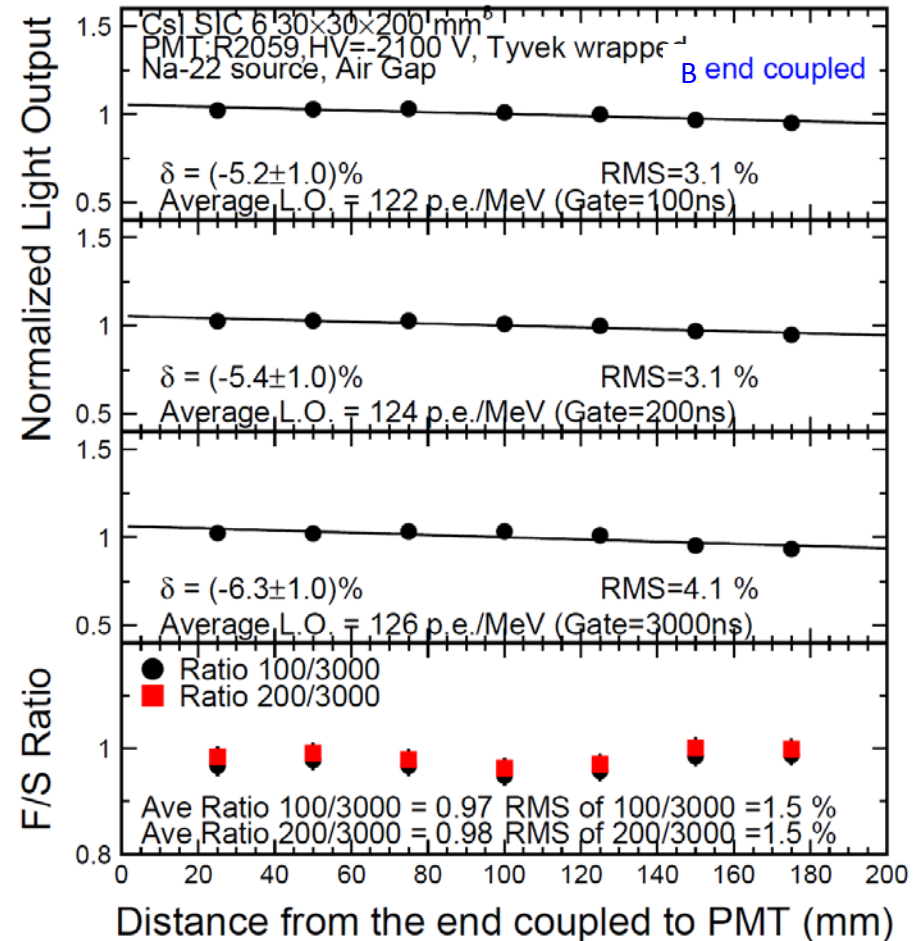 CsI SIC 6 30×30×200 mm³
PMT;R2059,HV=-2100 V, Tyvek wrapped
Na-22 source, Air Gap
B end coupled
Normalized Light Output
1.5
1
0.5
δ = (-5.2±1.0)% RMS=3.1 %
Average L.O. = 122 p.e./MeV (Gate=100ns)
1.5
1
0.5
δ = (-5.4±1.0)% RMS=3.1 %
Average L.O. = 124 p.e./MeV (Gate=200ns)
1.5
1
0.5
δ = (-6.3±1.0)% RMS=4.1 %
Average L.O. = 126 p.e./MeV (Gate=3000ns)
F/S Ratio
Ratio 100/3000
Ratio 200/3000
1
0.8
Ave Ratio 100/3000 = 0.97 RMS of 100/3000 =1.5 %
Ave Ratio 200/3000 = 0.98 RMS of 200/3000 =1.5 %
0 20 40 60 80 100 120 140 160 180 200
Distance from the end coupled to PMT (mm)